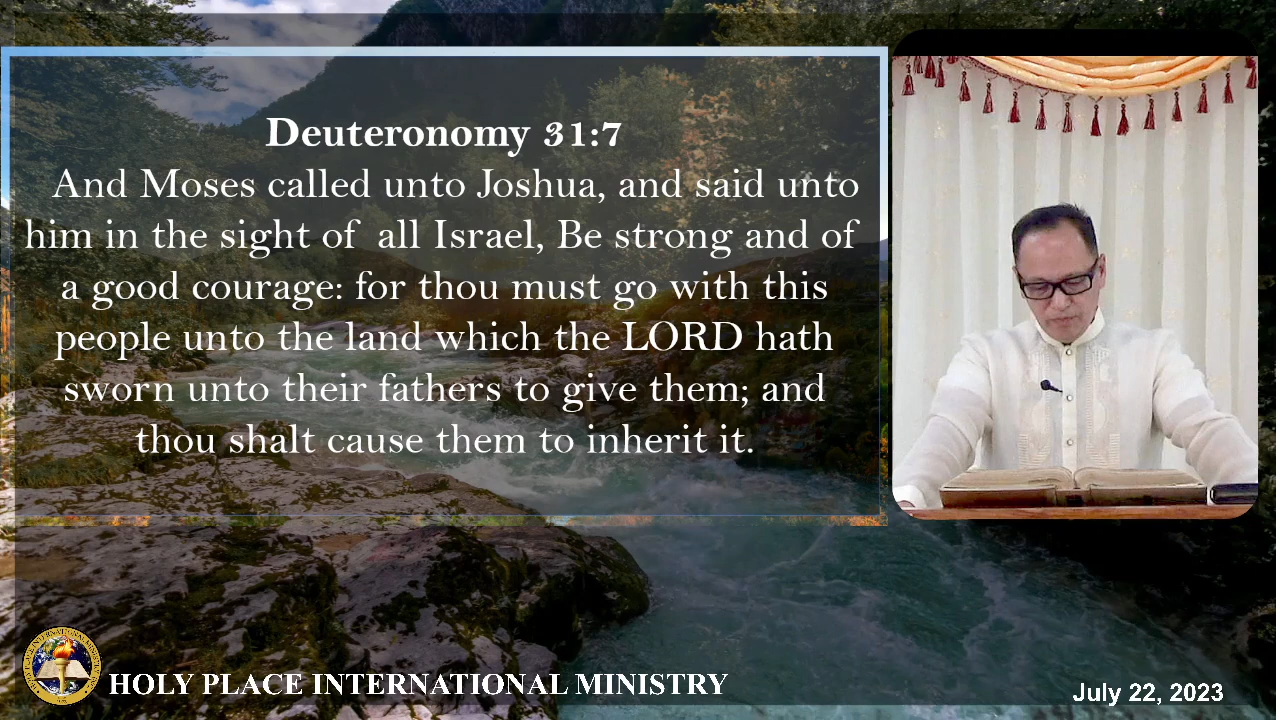 Deuteronomy 31:7
And Moses called unto Joshua, and said unto
him in the sight of all Israel, Be strong and of
a good courage: for thou must go with this
people unto the land which the LORD hath
sworn unto their fathers to give them; and
thou shalt cause them to inherit it.
HOLY PLACE INTERNATIONAL MINISTRY
July 22, 2023